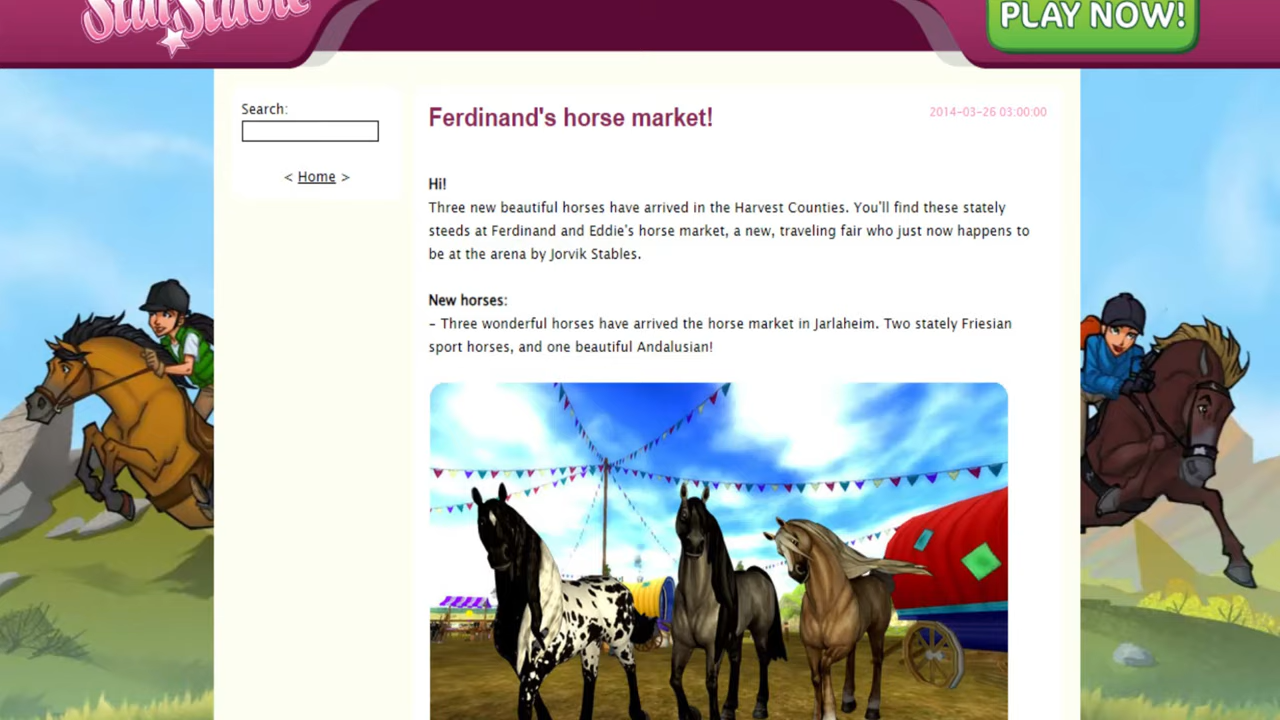 Star Stable
PLAY NOW!
Search:
< Home >
Ferdinand's horse market!
2014-03-26 03:00:00
Hi!
Three new beautiful horses have arrived in the Harvest Counties. You'll find these stately
steeds at Ferdinand and Eddie's horse market, a new, traveling fair who just now happens to
be at the arena by Jorvik Stables.
New horses:
- Three wonderful horses have arrived the horse market in Jarlaheim. Two stately Friesian
sport horses, and one beautiful Andalusian!